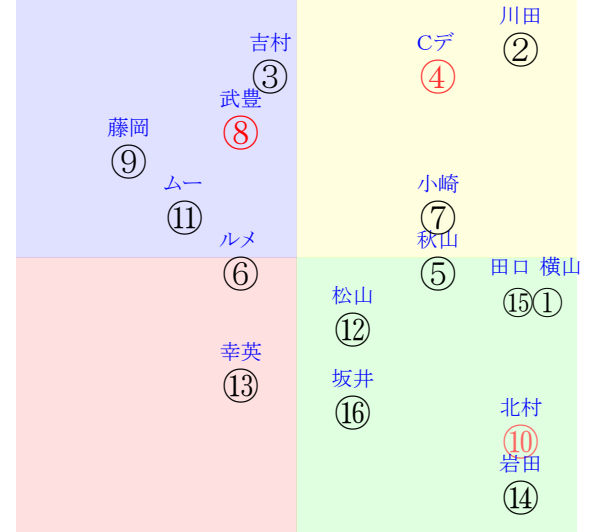 川田
②
吉村
③
Cデ
④
武豊
⑧
藤岡
⑨
ムー
⑪
小崎
⑦
ルメ
⑥
秋山
⑤
田口 横山
⑮①
松山
⑫
幸英
⑬
坂井
⑯
北村
⑩
岩田
⑭